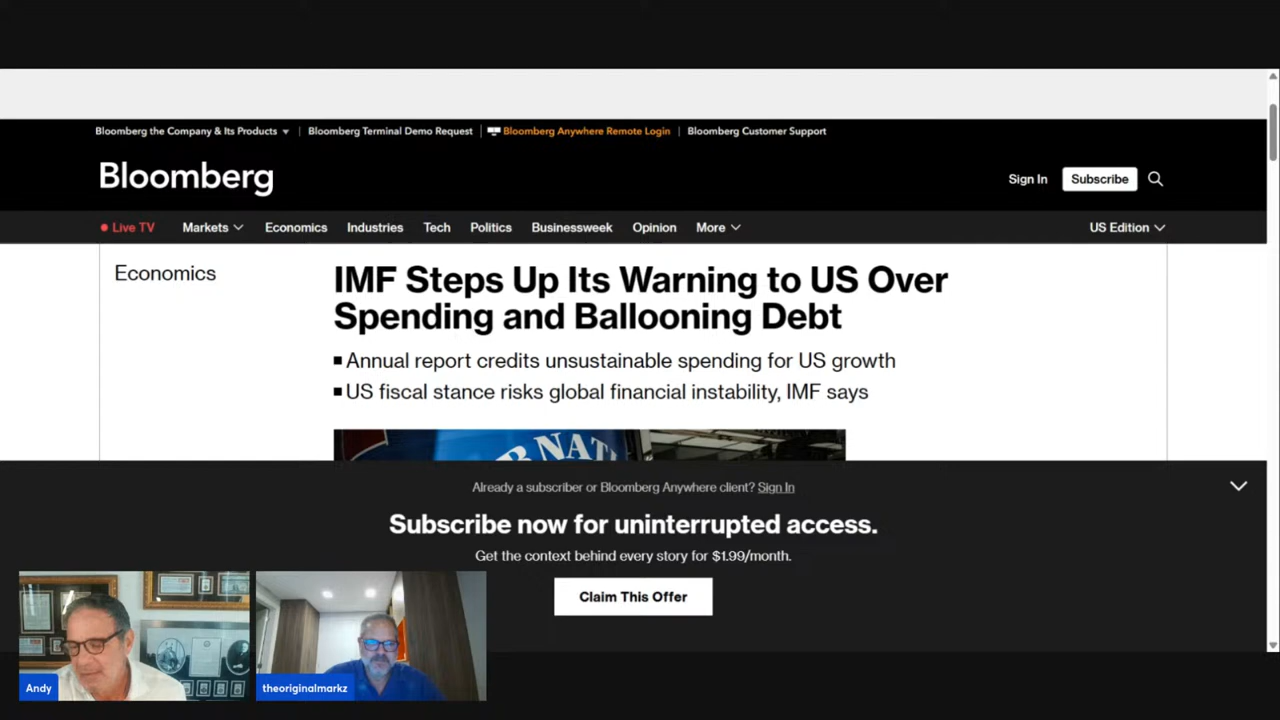 Bloomberg the Company & Its Products
Bloomberg Terminal Demo Request
Bloomberg Anywhere Remote Login
Bloomberg Customer Support
Bloomberg
Sign In
Subscribe
Live TV
Markets
Economics
Industries
Tech
Politics
Businessweek
Opinion
More
US Edition
Economics
IMF Steps Up Its Warning to US Over
Spending and Ballooning Debt
Annual report credits unsustainable spending for US growth
US fiscal stance risks global financial instability, IMF says
R NATI
Already a subscriber or Bloomberg Anywhere client? Sign In
Subscribe now for uninterrupted access.
Get the context behind every story for $1.99/month.
Claim This Offer
Andy
theoriginalmarkz